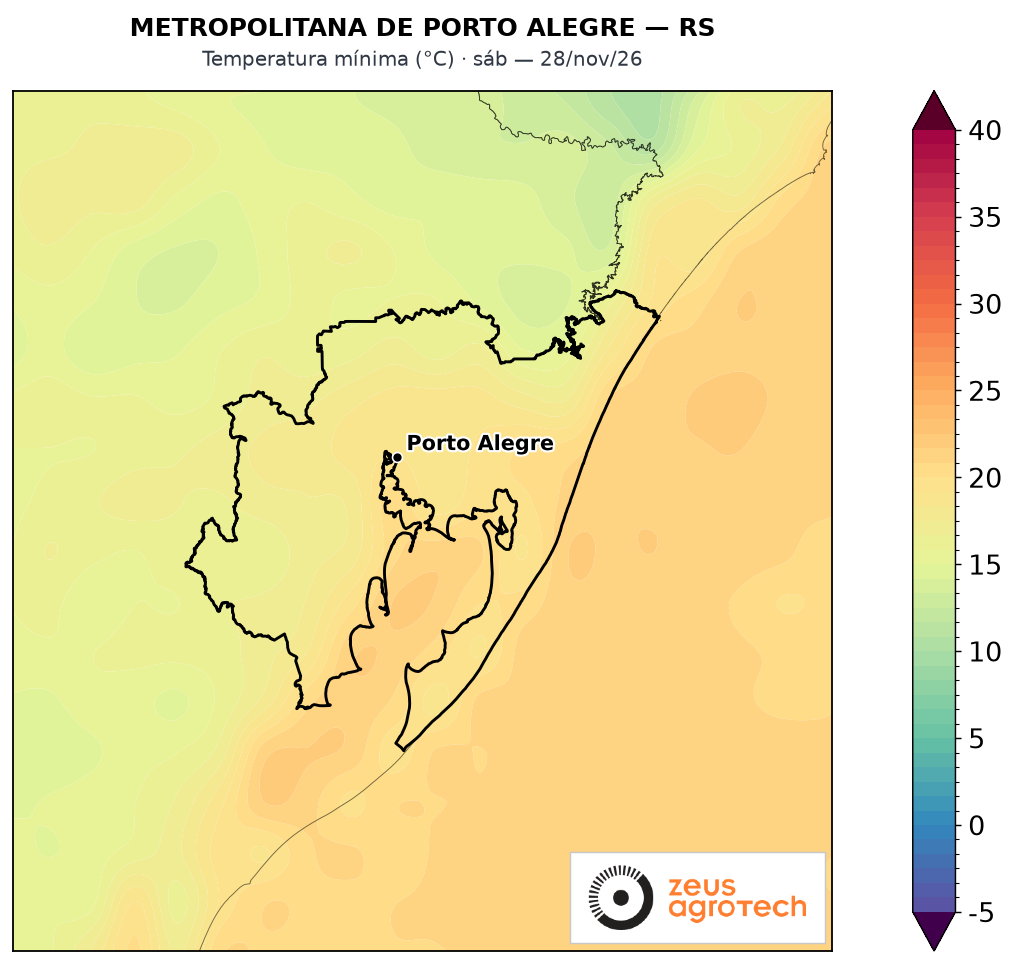 METROPOLITANA DE PORTO ALEGRE — RS
Temperatura mínima (°C) · sáb — 28/nov/26
Porto Alegre
40
35
30
25
20
15
10
5
0
-5
zeus
agrotech